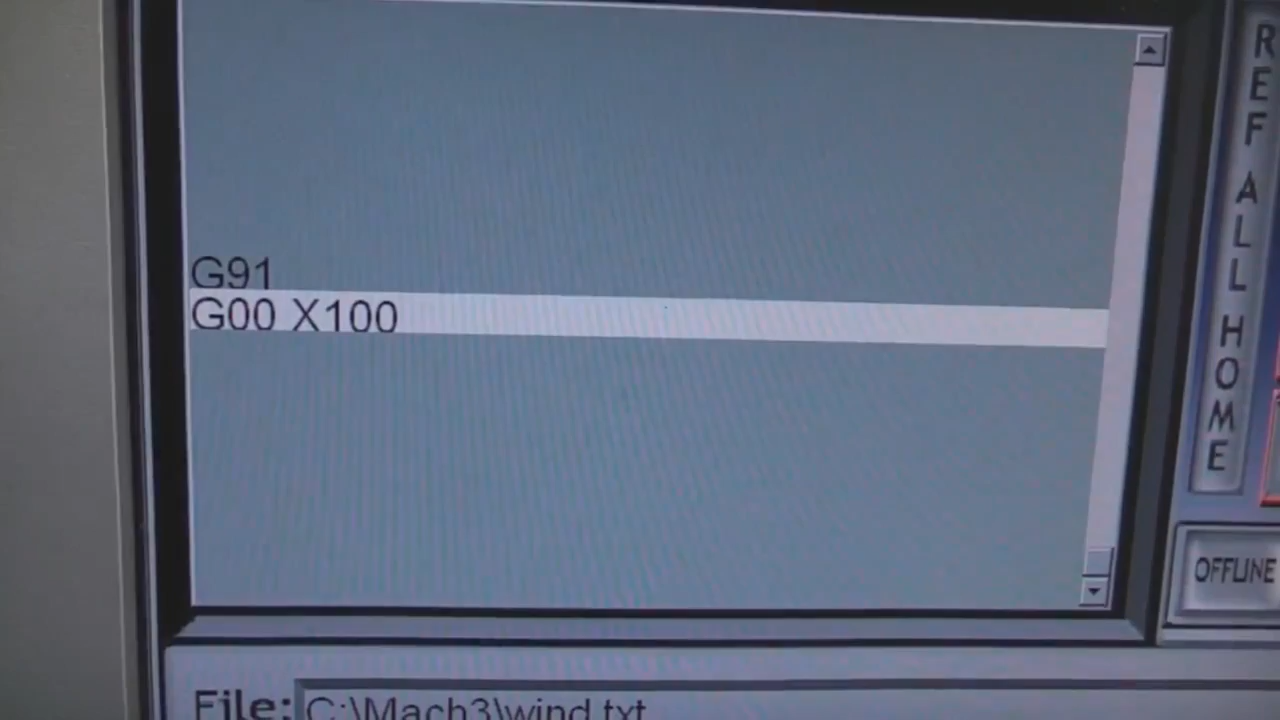 G91
G00 X100
REF ALL HOME
OFFLINE
File: C:\Mach3\wind.txt